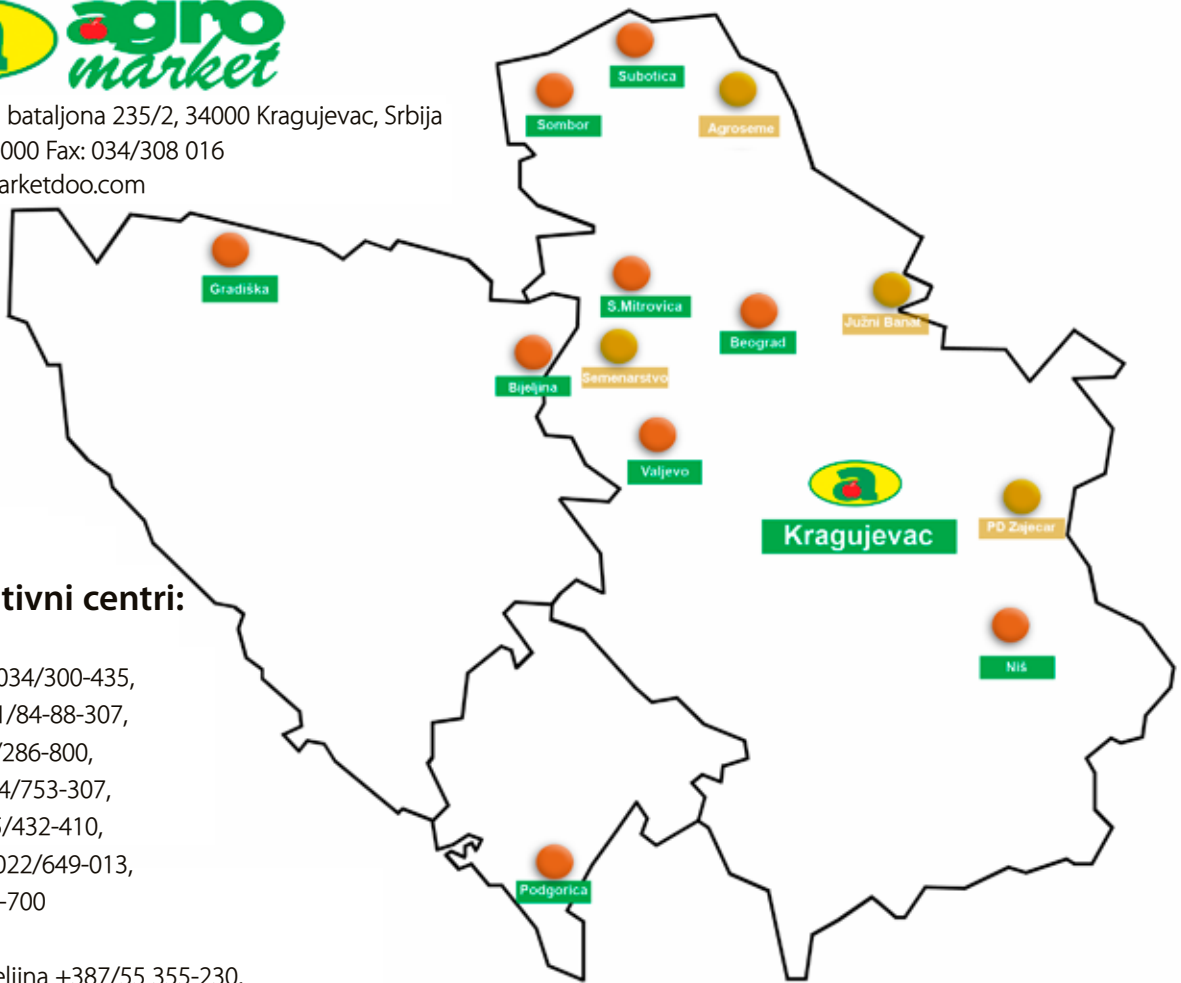 agro
market
bataljona 235/2, 34000 Kragujevac, Srbija
000 Fax: 034/308 016
arketdoo.com
Subotica
Sombor
Agroseme
Gradiška
S.Mitrovica
Južni Banat
Beograd
Bijeljina
Semenarstvo
Valjevo
a
Kragujevac
PD Zajecar
Niš
Podgorica
tivni centri:
034/300-435,
1/84-88-307,
/286-800,
4/753-307,
5/432-410,
022/649-013,
-700
eljina +387/55 355-230,